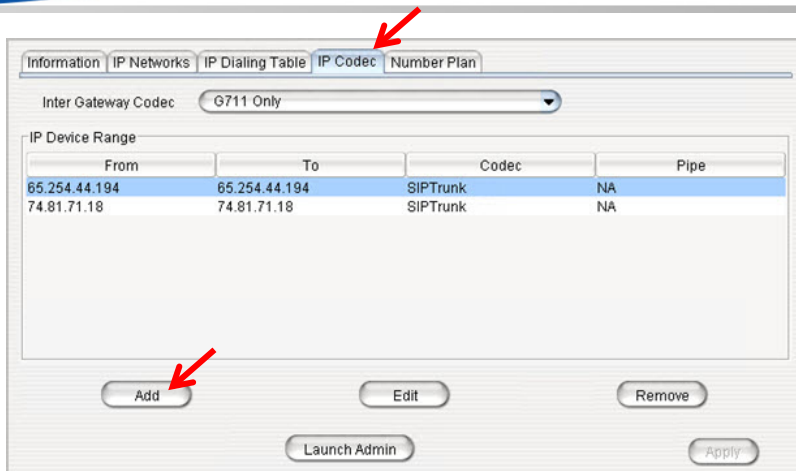 Information IP Networks IP Dialing Table IP Codec Number Plan
Inter Gateway Codec G711 Only
IP Device Range
From To Codec Pipe
65.254.44.194 65.254.44.194 SIPTrunk NA
74.81.71.18 74.81.71.18 SIPTrunk NA
Add Edit Remove
Launch Admin Apply